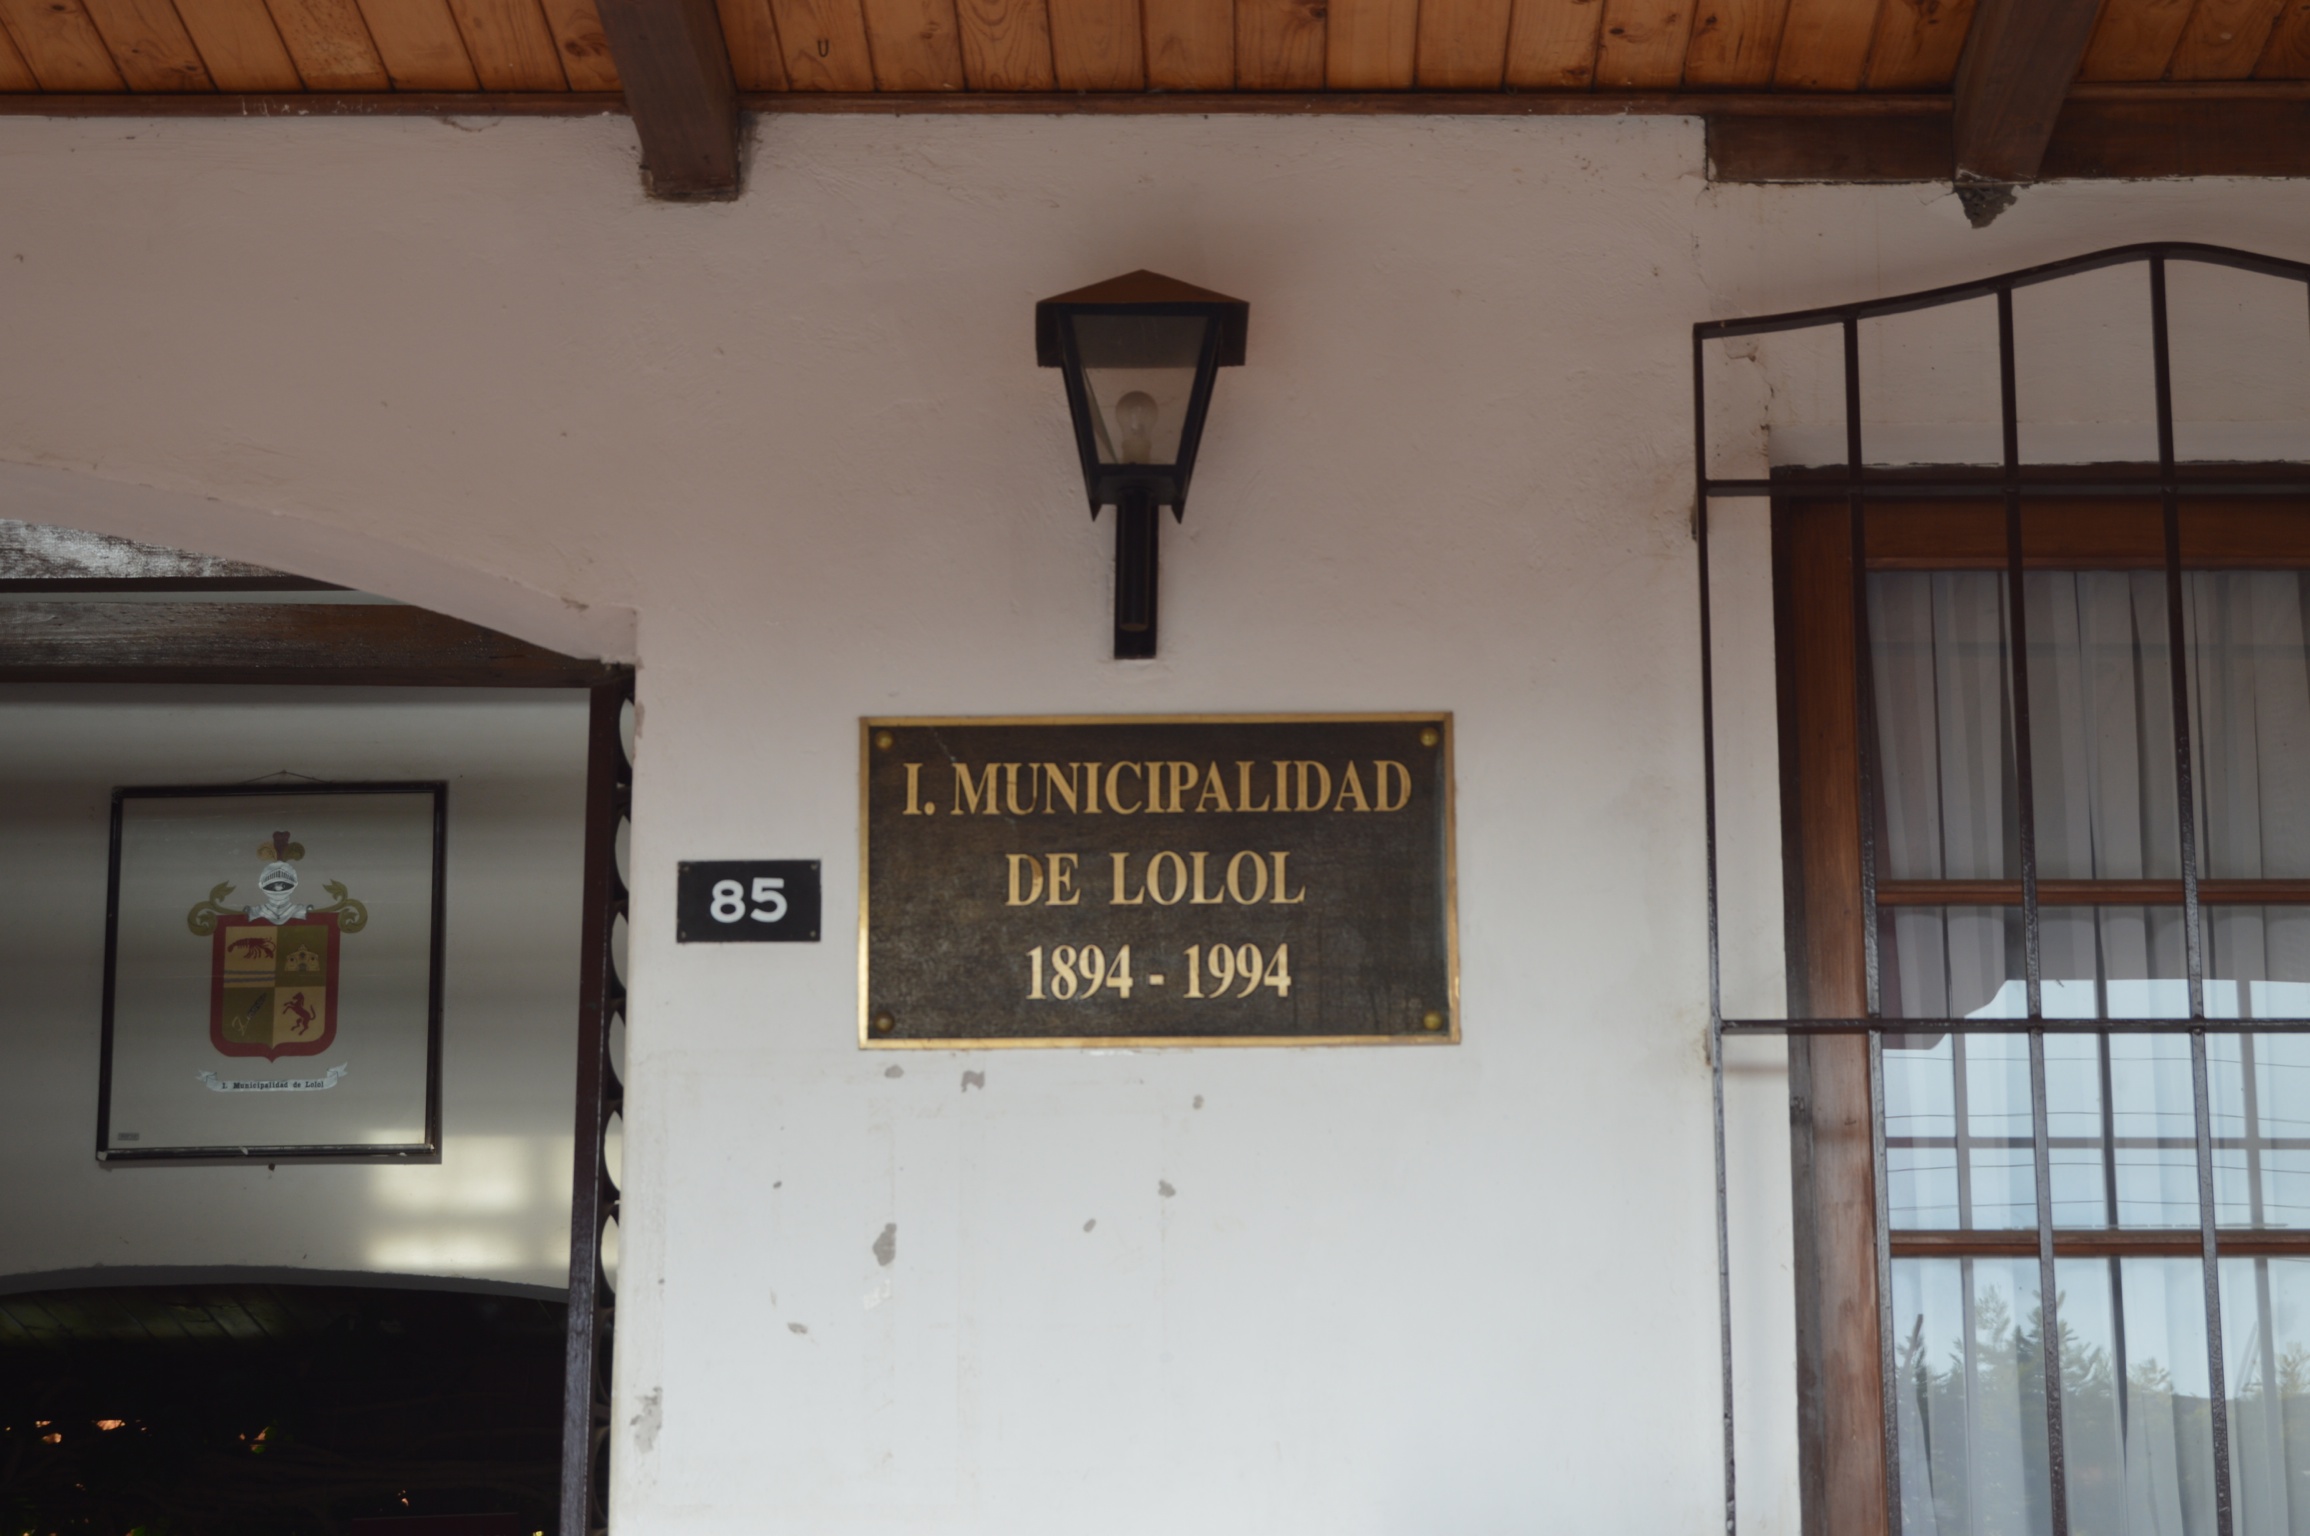 I. MUNICIPALIDAD
DE LOLOL
1894 - 1994
85
I. Municipalidad de Lolol